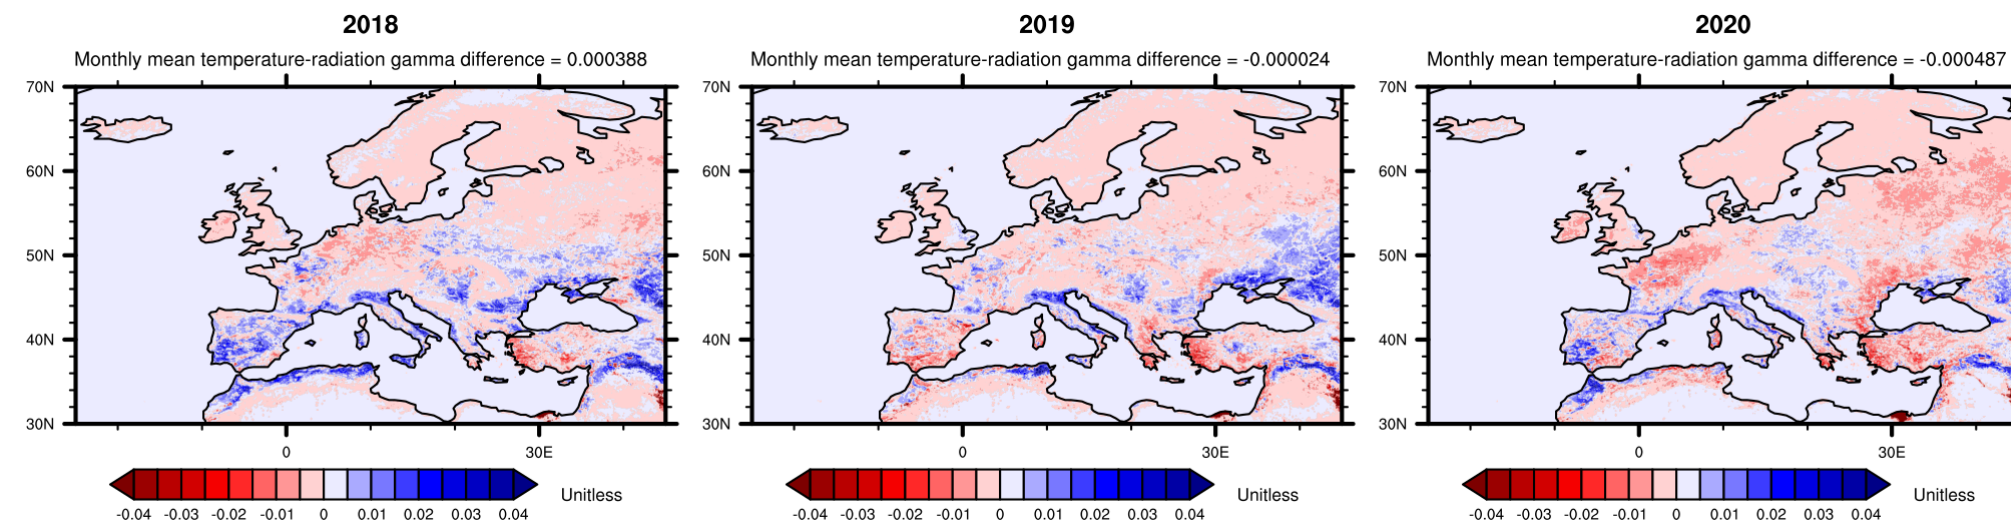 2018
Monthly mean temperature-radiation gamma difference = 0.000388
70N
60N
50N
40N
30N
0
30E
-0.04 -0.03 -0.02 -0.01 0 0.01 0.02 0.03 0.04
Unitless
2019
Monthly mean temperature-radiation gamma difference = -0.000024
70N
60N
50N
40N
30N
0
30E
-0.04 -0.03 -0.02 -0.01 0 0.01 0.02 0.03 0.04
Unitless
2020
Monthly mean temperature-radiation gamma difference = -0.000487
70N
60N
50N
40N
30N
0
30E
-0.04 -0.03 -0.02 -0.01 0 0.01 0.02 0.03 0.04
Unitless